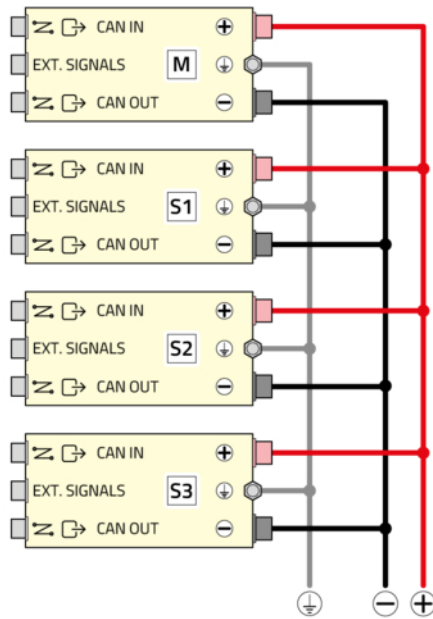 CAN IN
EXT. SIGNALS M
CAN OUT
CAN IN
EXT. SIGNALS S1
CAN OUT
CAN IN
EXT. SIGNALS S2
CAN OUT
CAN IN
EXT. SIGNALS S3
CAN OUT